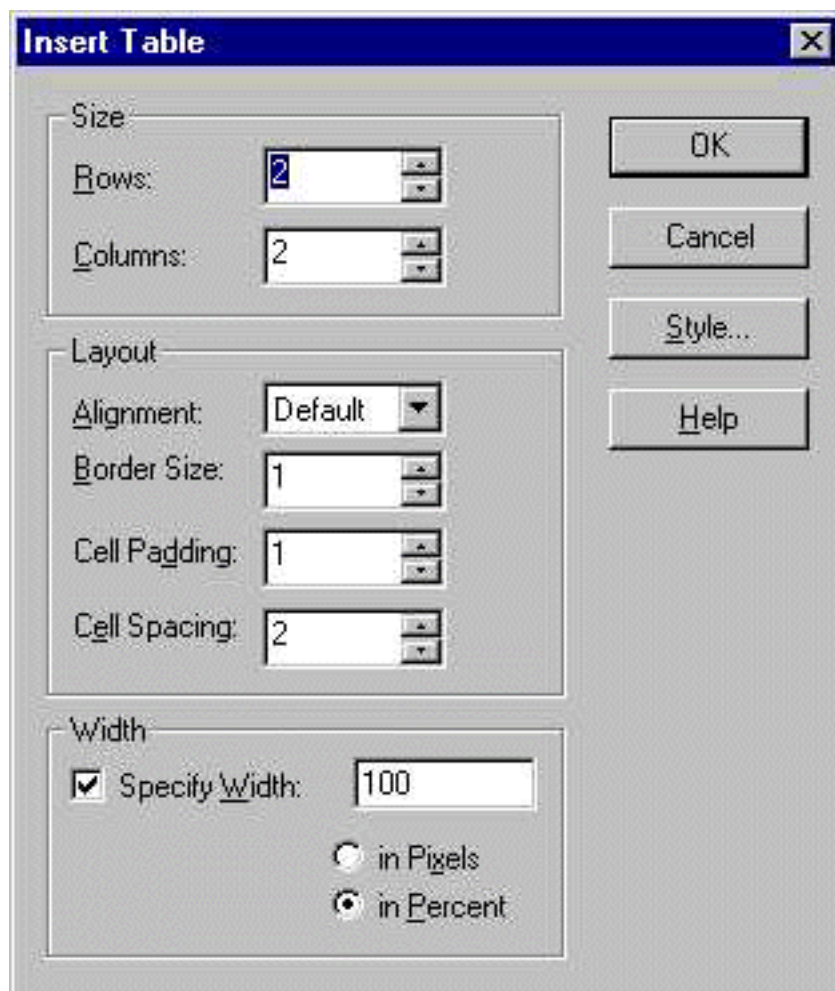 Insert Table
Size
Rows: 2
Columns: 2
Layout
Alignment: Default
Border Size: 1
Cell Padding: 1
Cell Spacing: 2
Width
Specify Width: 100
in Pixels
in Percent
OK
Cancel
Style...
Help